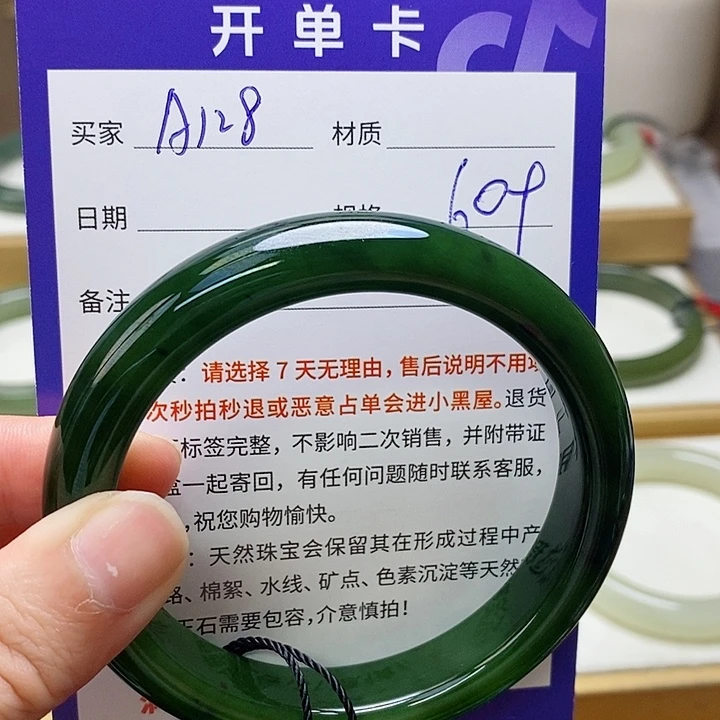 开单卡
买家 A128 材质
日期 规格 604
备注
：请选择 7 天无理由，售后说明不用填
次秒拍秒退或恶意占单会进小黑屋。退货
标签完整，不影响二次销售，并附带证
盒一起寄回，有任何问题随时联系客服，
，祝您购物愉快。
：天然珠宝会保留其在形成过程中产
、棉絮、水线、矿点、色素沉淀等天然
玉石需要包容，介意慎拍！